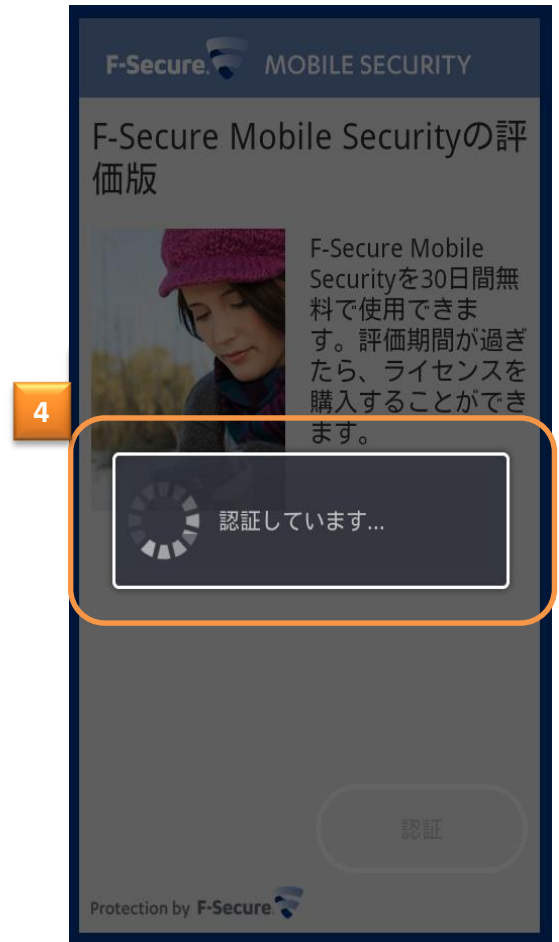 F-Secure. MOBILE SECURITY
F-Secure Mobile Securityの評
価版
F-Secure Mobile
Securityを30日間無
料で使用できま
す。評価期間が過ぎ
たら、ライセンスを
購入することができ
ます。
4
認証しています...
認証
Protection by F-Secure.